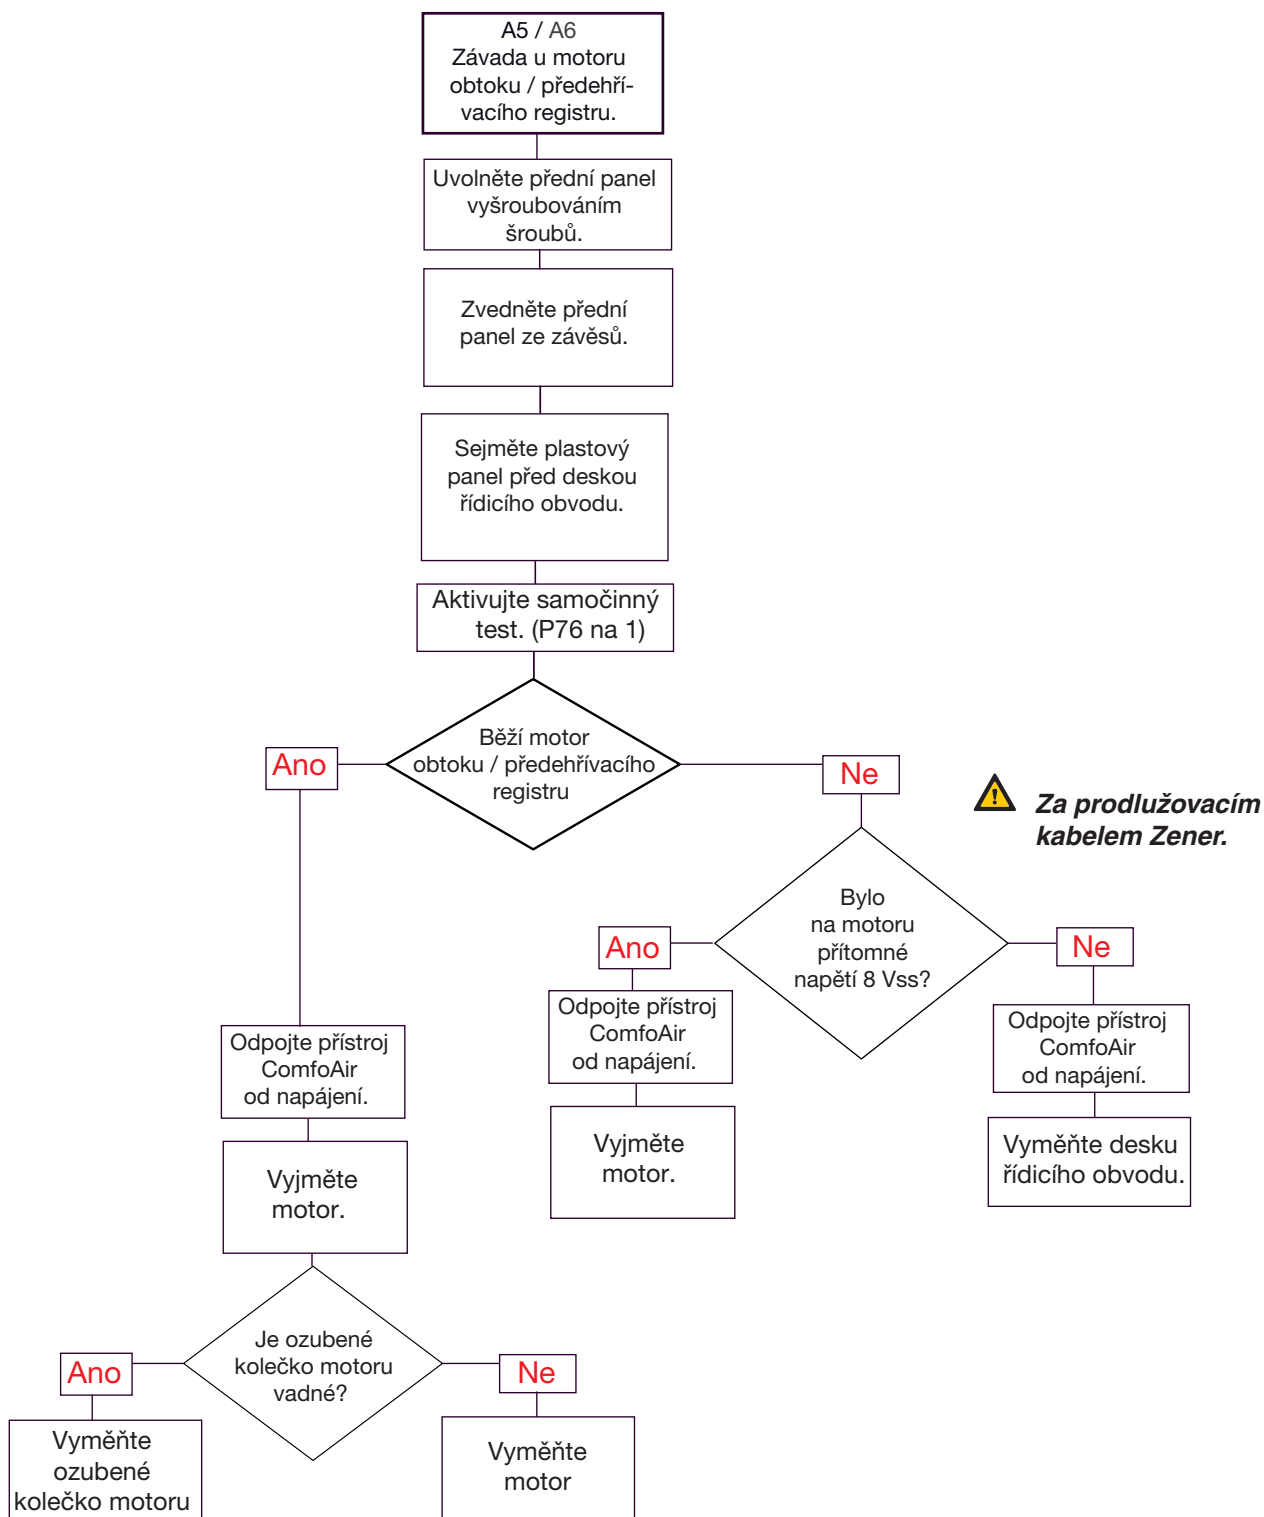 A5 / A6
Závada u motoru
obtoku / předehří-
vacího registru.
Uvolněte přední panel
vyšroubováním
šroubů.
Zvedněte přední
panel ze závěsů.
Sejměte plastový
panel před deskou
řídicího obvodu.
Aktivujte samočinný
test. (P76 na 1)
Běží motor
obtoku / předehřívacího
registru
Ano
Ne
Za prodlužovacím
kabelem Zener.
Bylo
na motoru
přítomné
napětí 8 Vss?
Ano
Ne
Odpojte přístroj
ComfoAir
od napájení.
Odpojte přístroj
ComfoAir
od napájení.
Odpojte přístroj
ComfoAir
od napájení.
Vyjměte
motor.
Vyměňte desku
řídicího obvodu.
Vyjměte
motor.
Je ozubené
kolečko motoru
vadné?
Ano
Ne
Vyměňte
ozubené
kolečko motoru
Vyměňte
motor